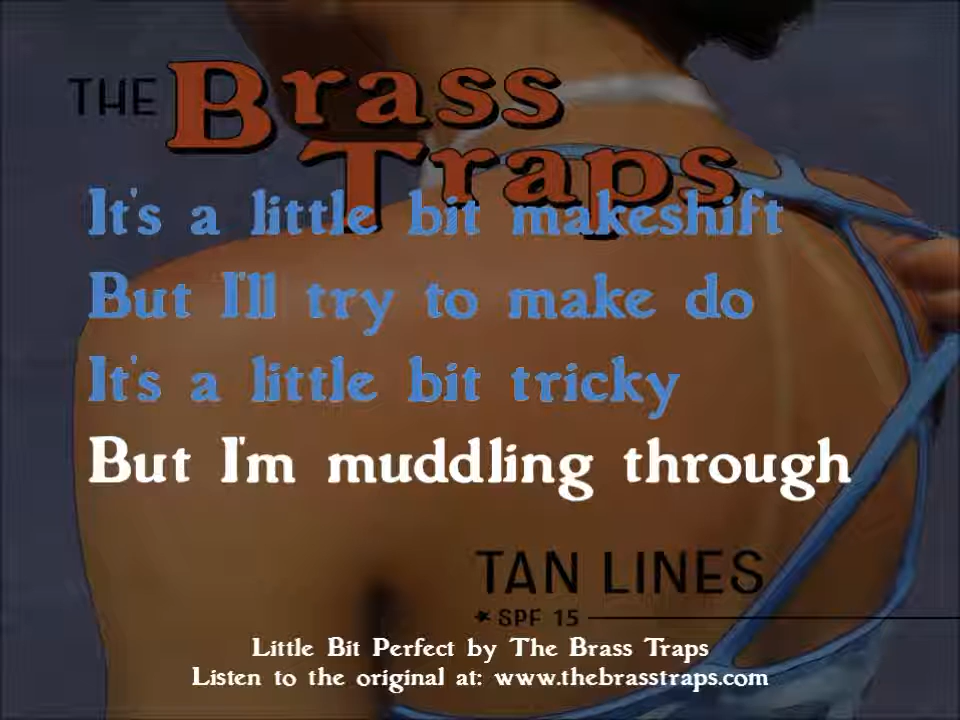 THE Brass
Traps
It's a little bit makeshift
But I'll try to make do
It's a little bit tricky
But I'm muddling through
TAN LINES
SPF 15
Little Bit Perfect by The Brass Traps
Listen to the original at: www.thebrasstraps.com